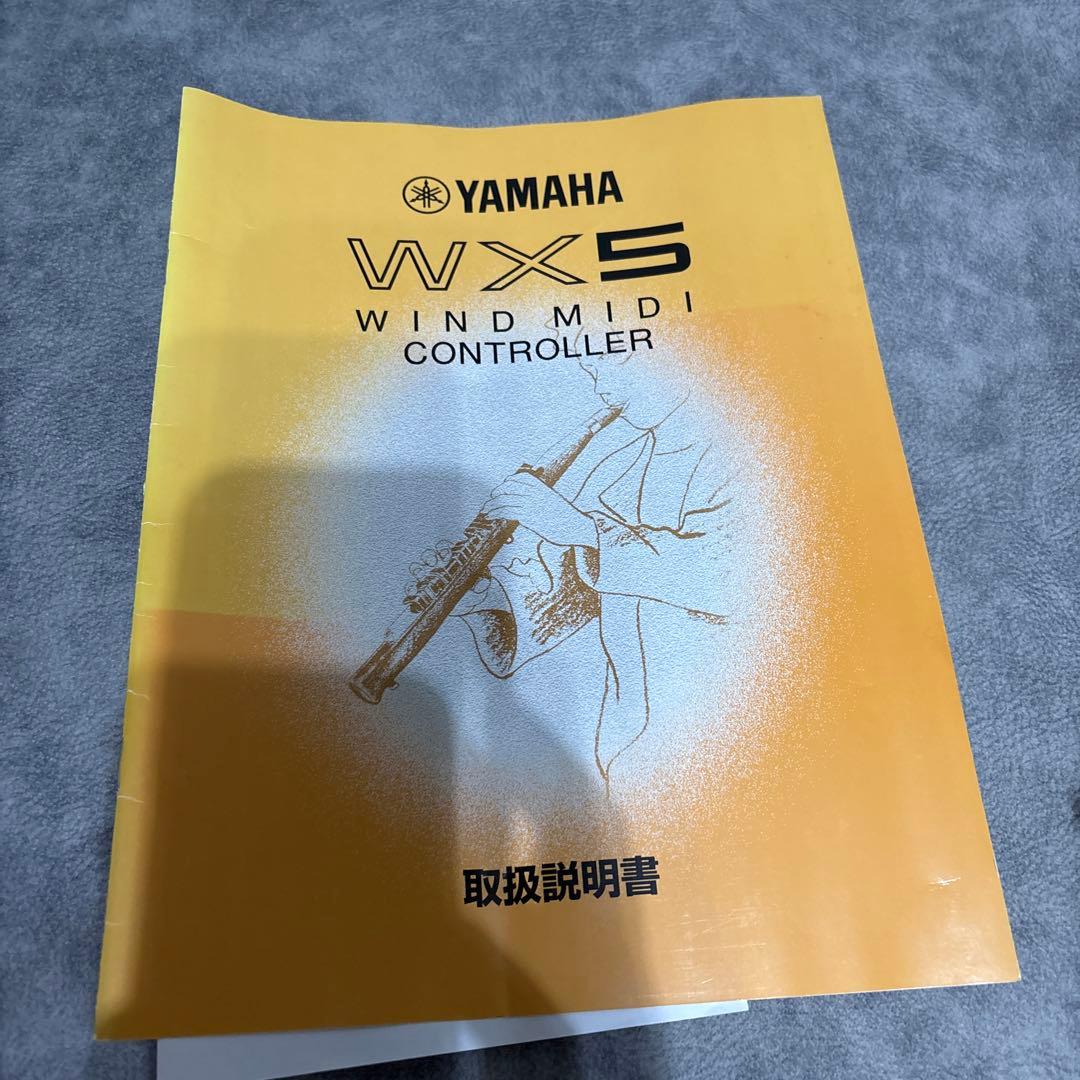 YAMAHA
WX5
WIND MIDI
CONTROLLER
取扱説明書